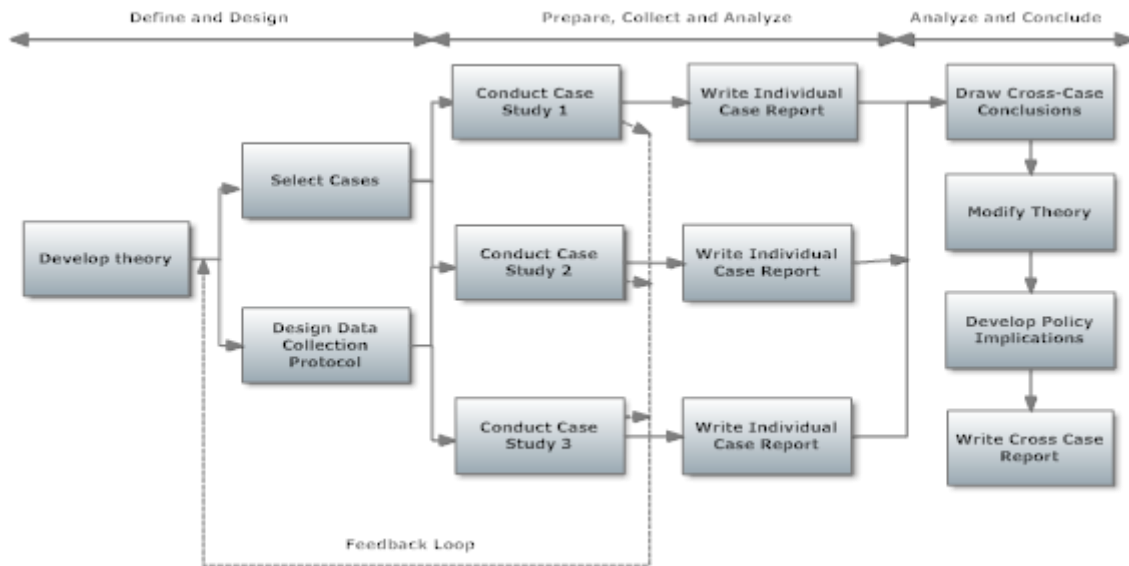 Define and Design
Prepare, Collect and Analyze
Analyze and Conclude
Develop theory
Select Cases
Design Data
Collection
Protocol
Conduct Case
Study 1
Conduct Case
Study 2
Conduct Case
Study 3
Write Individual
Case Report
Write Individual
Case Report
Write Individual
Case Report
Draw Cross-Case
Conclusions
Modify Theory
Develop Policy
Implications
Write Cross Case
Report
Feedback Loop